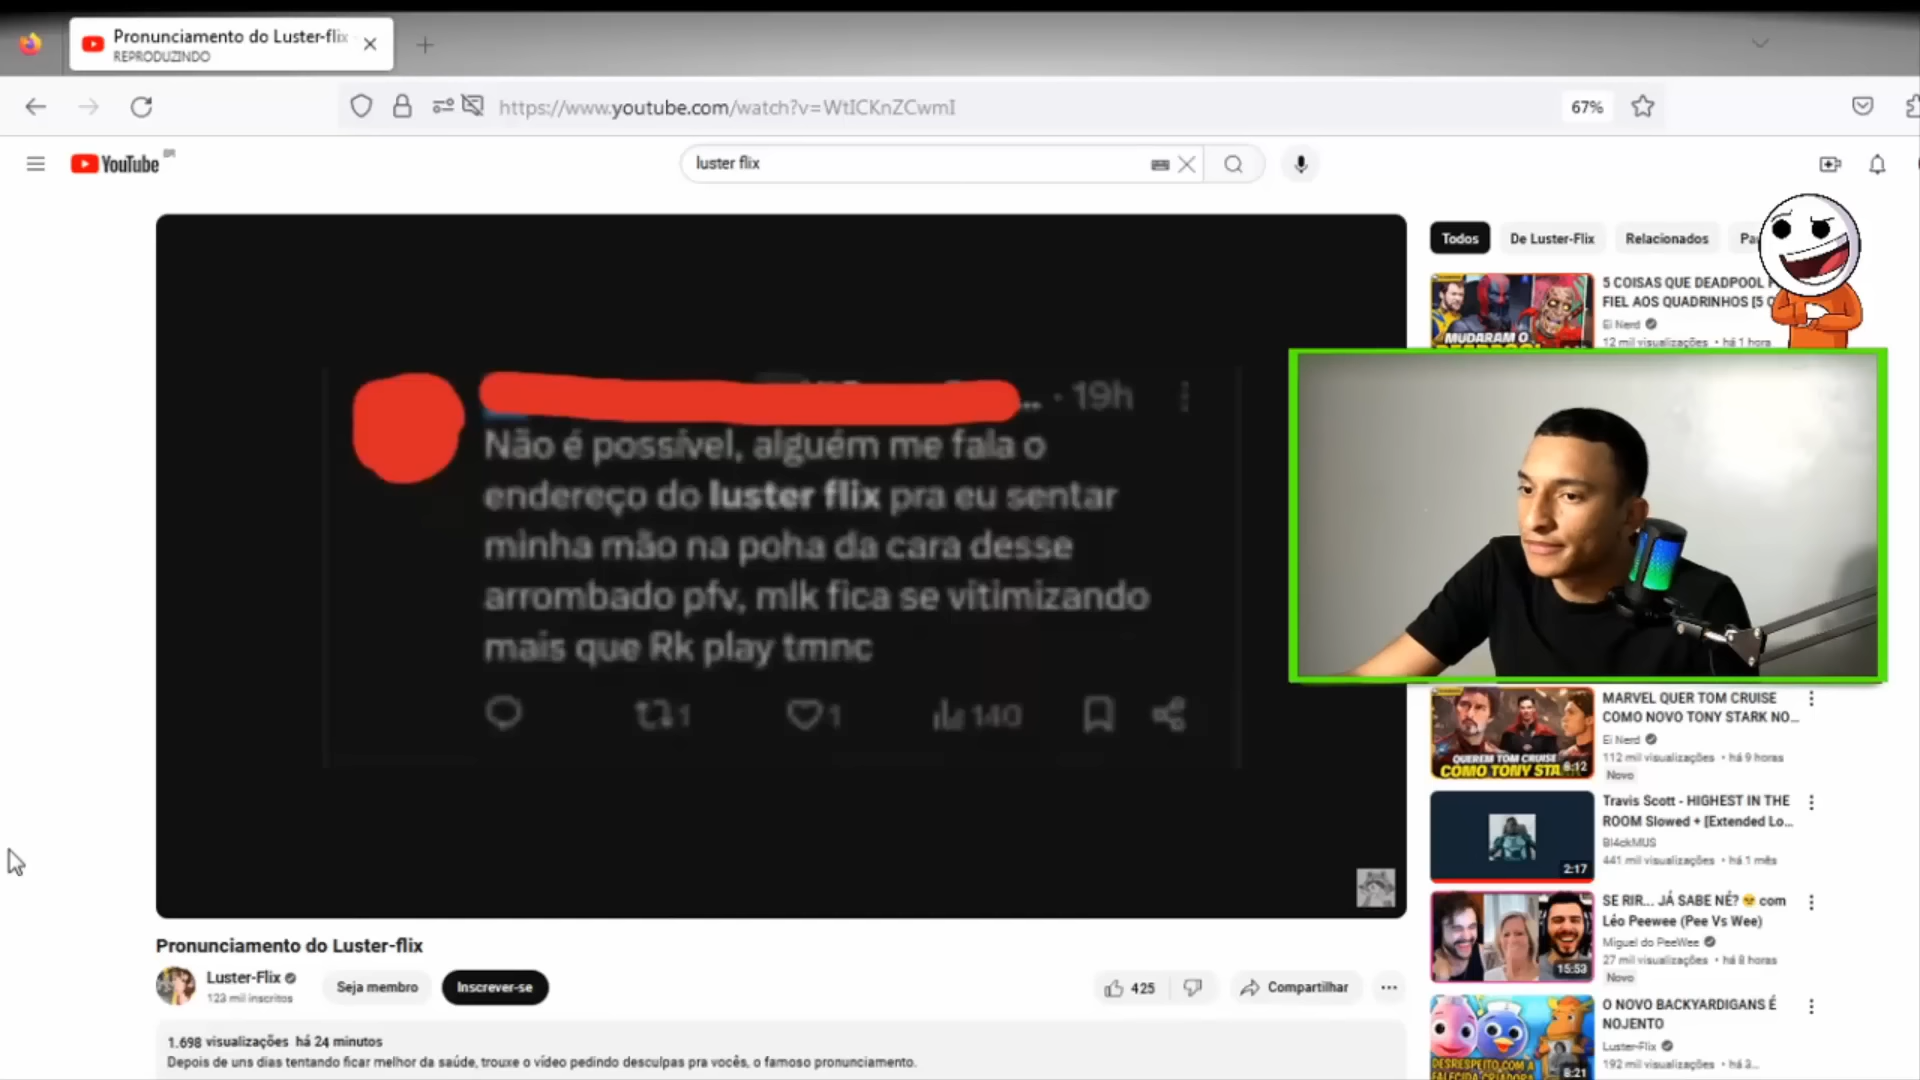 Pronunciamento do Luster-flix
REPRODUZINDO
https://www.youtube.com/watch?v=WtICKnZCwmI
67%
YouTube BR
luster flix
Todos
De Luster-Flix
Relacionados
5 COISAS QUE DEADPOOL
FIEL AOS QUADRINHOS [5
Ei Nerd
12 mil visualizações • há 1 hora
MUDARAM O
DEADPOOL
... · 19h
Não é possível, alguém me fala o
endereço do luster flix pra eu sentar
minha mão na poha da cara desse
arrombado pfv, mlk fica se vitimizando
mais que Rk play tmnc
1
1
140
MARVEL QUER TOM CRUISE
COMO NOVO TONY STARK NO...
Ei Nerd
112 mil visualizações • há 9 horas
Novo
QUEREM TOM CRUISE
COMO TONY STA
8:12
Travis Scott - HIGHEST IN THE
ROOM Slowed + [Extended Lo...
Bl4ckMUS
441 mil visualizações • há 1 mês
2:17
SE RIR... JÁ SABE NÉ? 😉 com
Léo Peewee (Pee Vs Wee)
Miguel do PeeWee
27 mil visualizações • há 8 horas
Novo
15:53
O NOVO BACKYARDIGANS É
NOJENTO
Luster-Flix
192 mil visualizações • há 3...
DESRESPEITO COM A
FALECIDA CRIADORA
8:21
Pronunciamento do Luster-flix
Luster-Flix
123 mil inscritos
Seja membro
Inscrever-se
425
Compartilhar
1.698 visualizações há 24 minutos
Depois de uns dias tentando ficar melhor da saúde, trouxe o vídeo pedindo desculpas pra vocês, o famoso pronunciamento.